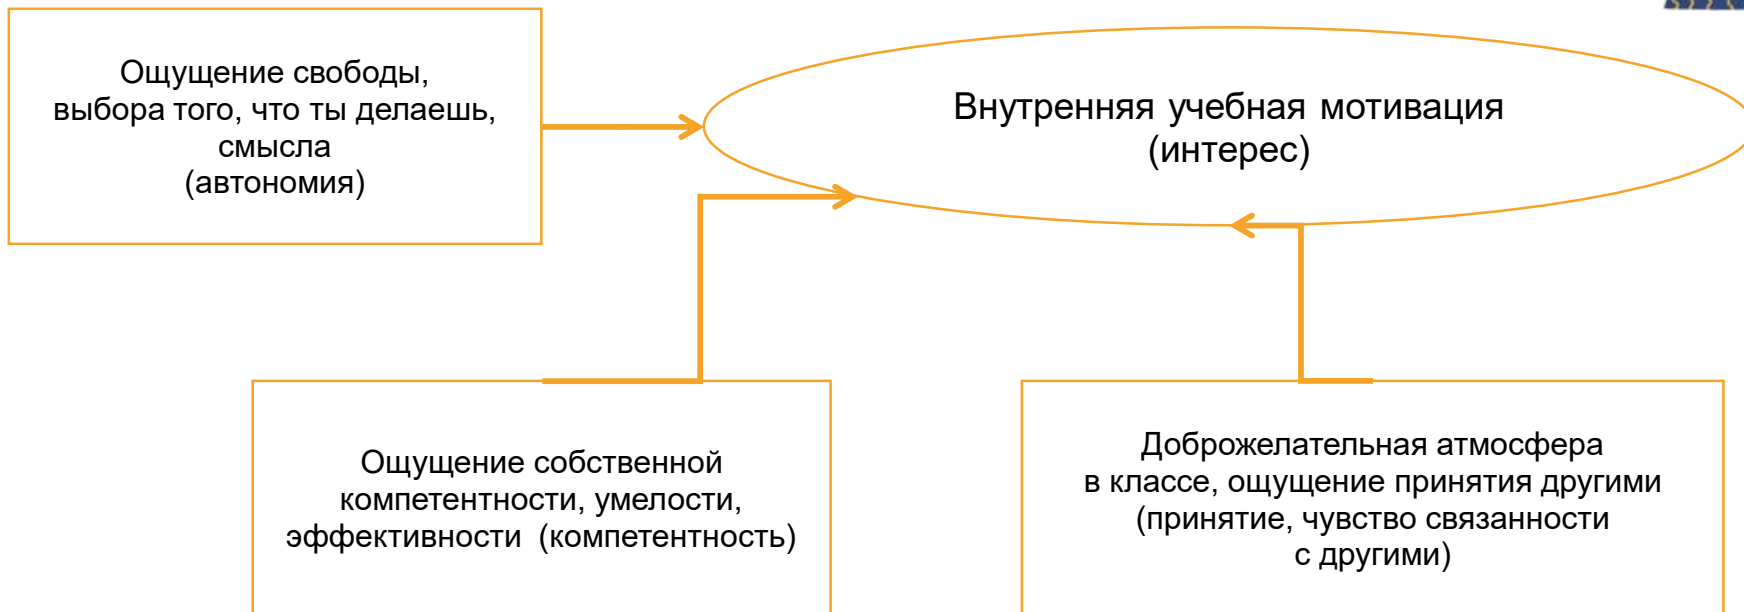 Ощущение свободы,
выбора того, что ты делаешь,
смысла
(автономия)
Внутренняя учебная мотивация
(интерес)
Ощущение собственной
компетентности, умелости,
эффективности (компетентность)
Доброжелательная атмосфера
в классе, ощущение принятия другими
(принятие, чувство связанности
с другими)